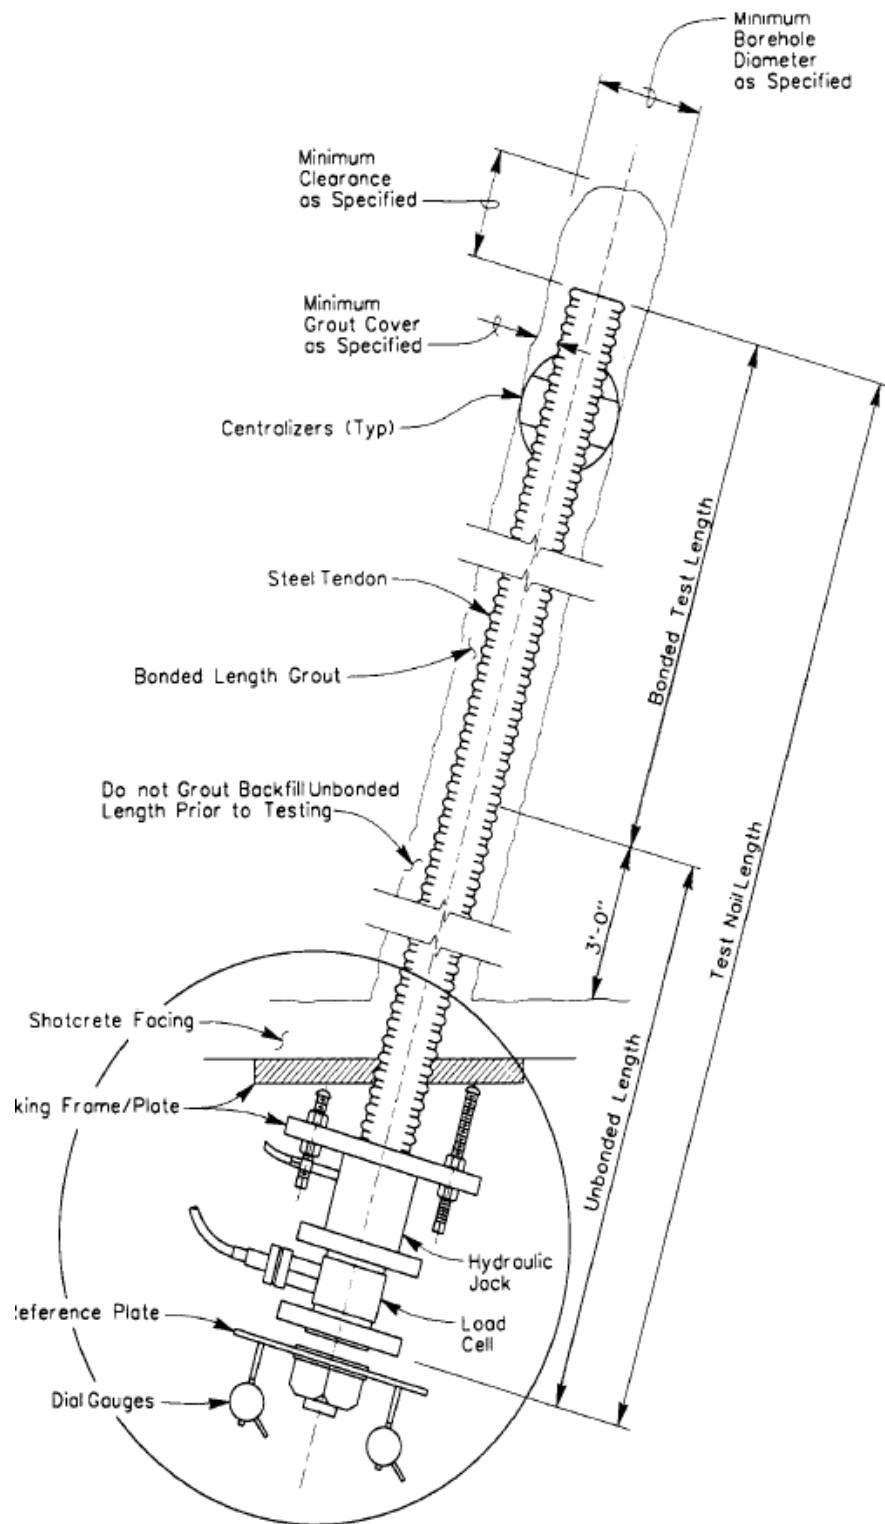 Minimum
Borehole
Diameter
as Specified
Minimum
Clearance
as Specified
Minimum
Grout Cover
as Specified
Centralizers (Typ)
Steel Tendon
Bonded Length Grout
Bonded Test Length
Do not Grout Backfill Unbonded
Length Prior to Testing
3'-0"
Test Nail Length
Unbonded Length
Shotcrete Facing
king Frame/Plate
Hydraulic
Jack
eference Plate
Load
Cell
Dial Gauges